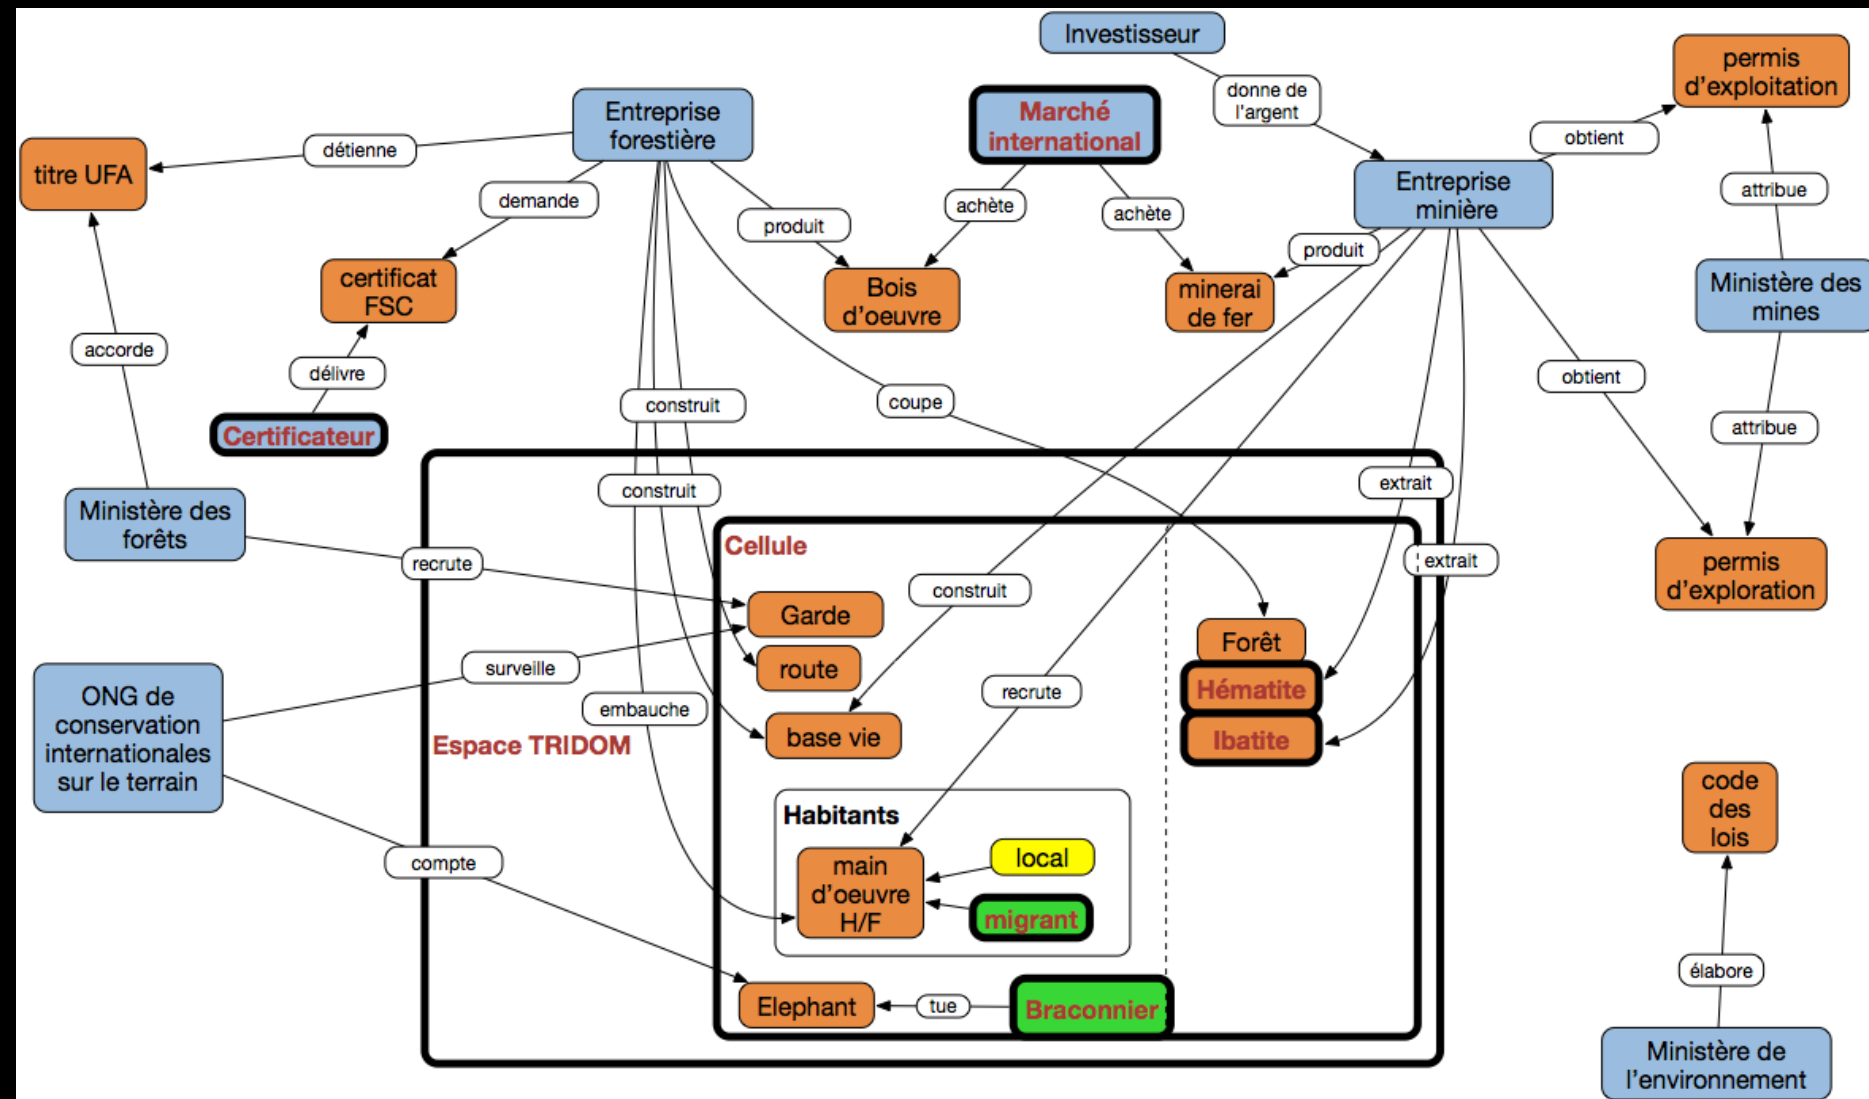 Investisseur
permis
d'exploitation
donne de
l'argent
Entreprise
forestière
Marché
international
obtient
détienne
titre UFA
demande
achète
achète
Entreprise
minière
attribue
produit
produit
certificat
FSC
Bois
d'oeuvre
minerai
de fer
Ministère des
mines
accorde
délivre
construit
coupe
obtient
Certificateur
attribue
construit
extrait
Ministère des
forêts
Cellule
recrute
extrait
permis
d'exploration
construit
Garde
Forêt
surveille
route
Hématite
recrute
ONG de
conservation
internationales
sur le terrain
embauche
base vie
Ibatite
Espace TRIDOM
code
des
lois
Habitants
compte
main
d'oeuvre
H/F
local
migrant
élabore
Elephant
tue
Braconnier
Ministère de
l'environnement